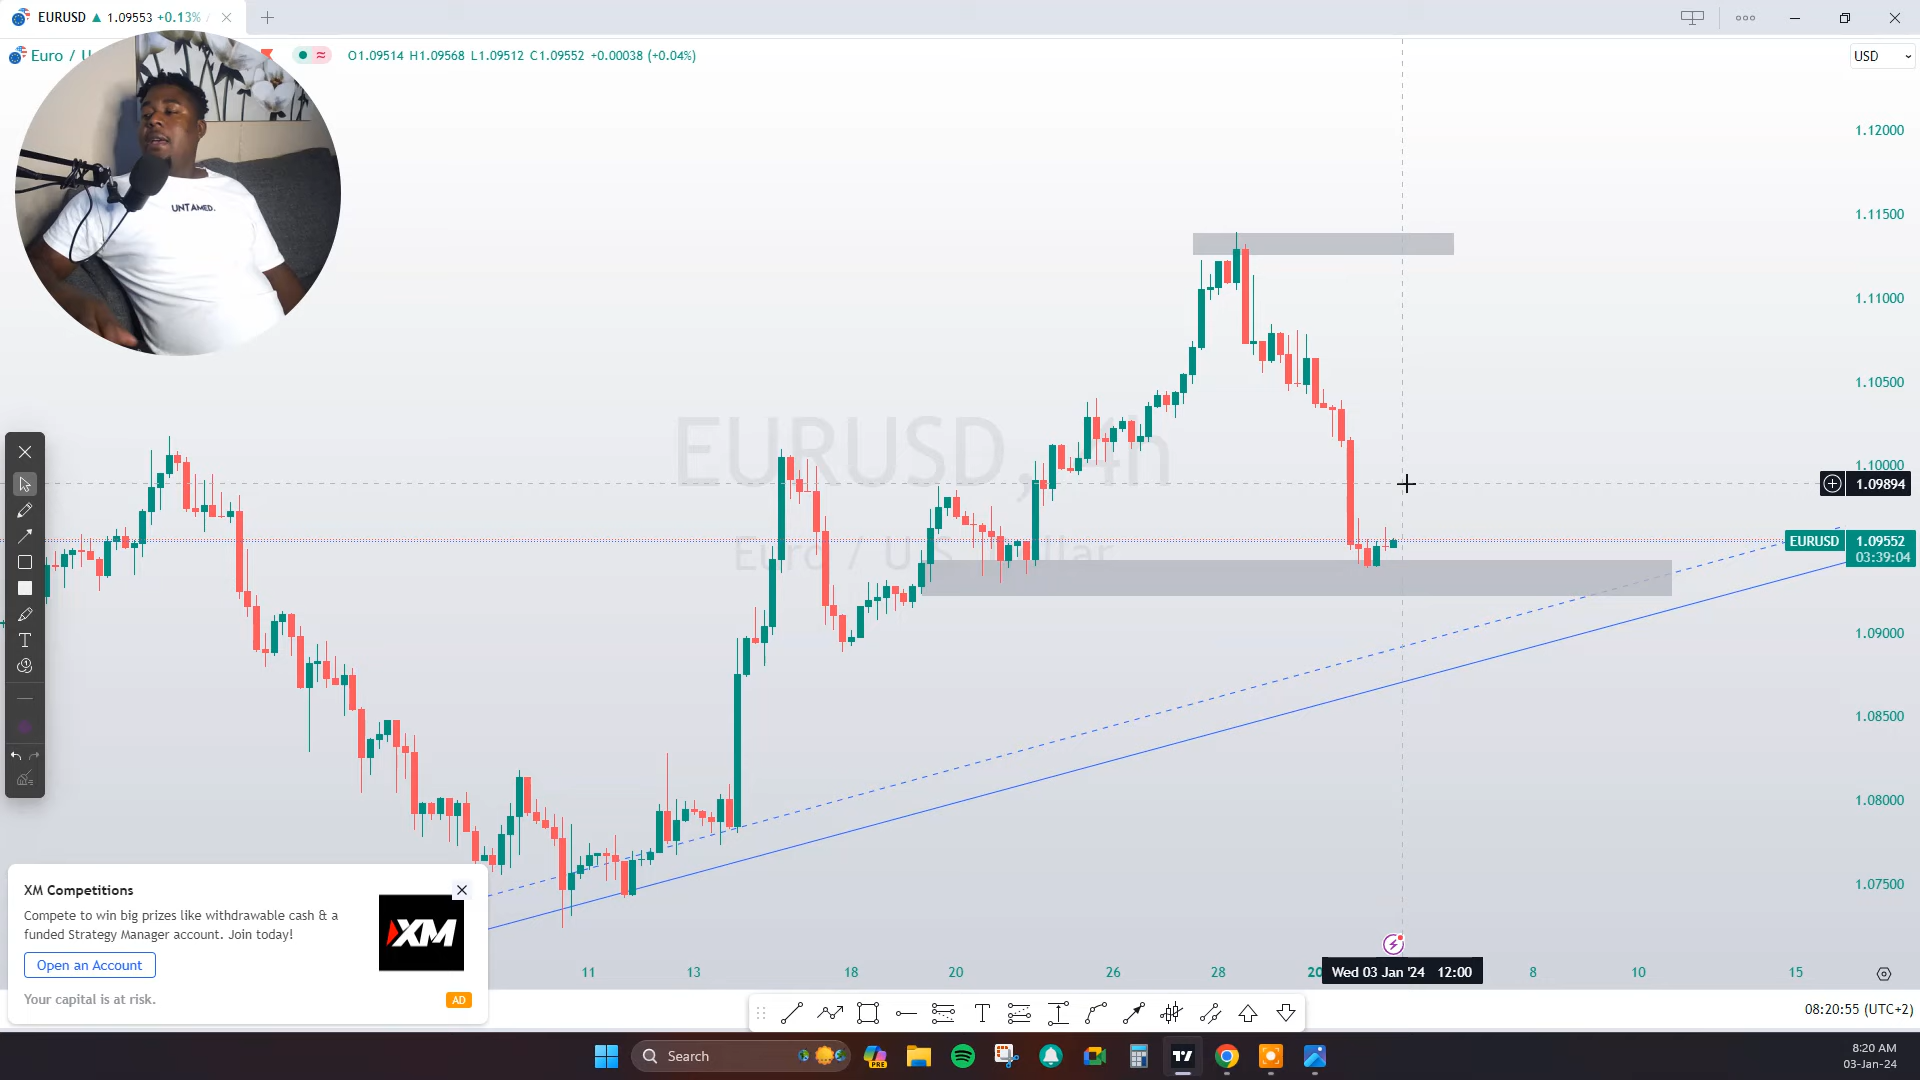 EURUSD ▲ 1.09553 +0.13% /
Euro / U
O1.09514 H1.09568 L1.09512 C1.09552 +0.00038 (+0.04%)
USD
UNTAMED.
1.12000
1.11500
1.11000
1.10500
1.10000
1.09894
EURUSD, 4h
Euro / U.S. Dollar
EURUSD
1.09552
03:39:04
1.09000
1.08500
1.08000
1.07500
XM Competitions
Compete to win big prizes like withdrawable cash & a
funded Strategy Manager account. Join today!
XM
Open an Account
Your capital is at risk.
AD
11
13
18
20
26
28
20
Wed 03 Jan '24 12:00
8
10
15
08:20:55 (UTC+2)
Search
PRE
8:20 AM
03-Jan-24